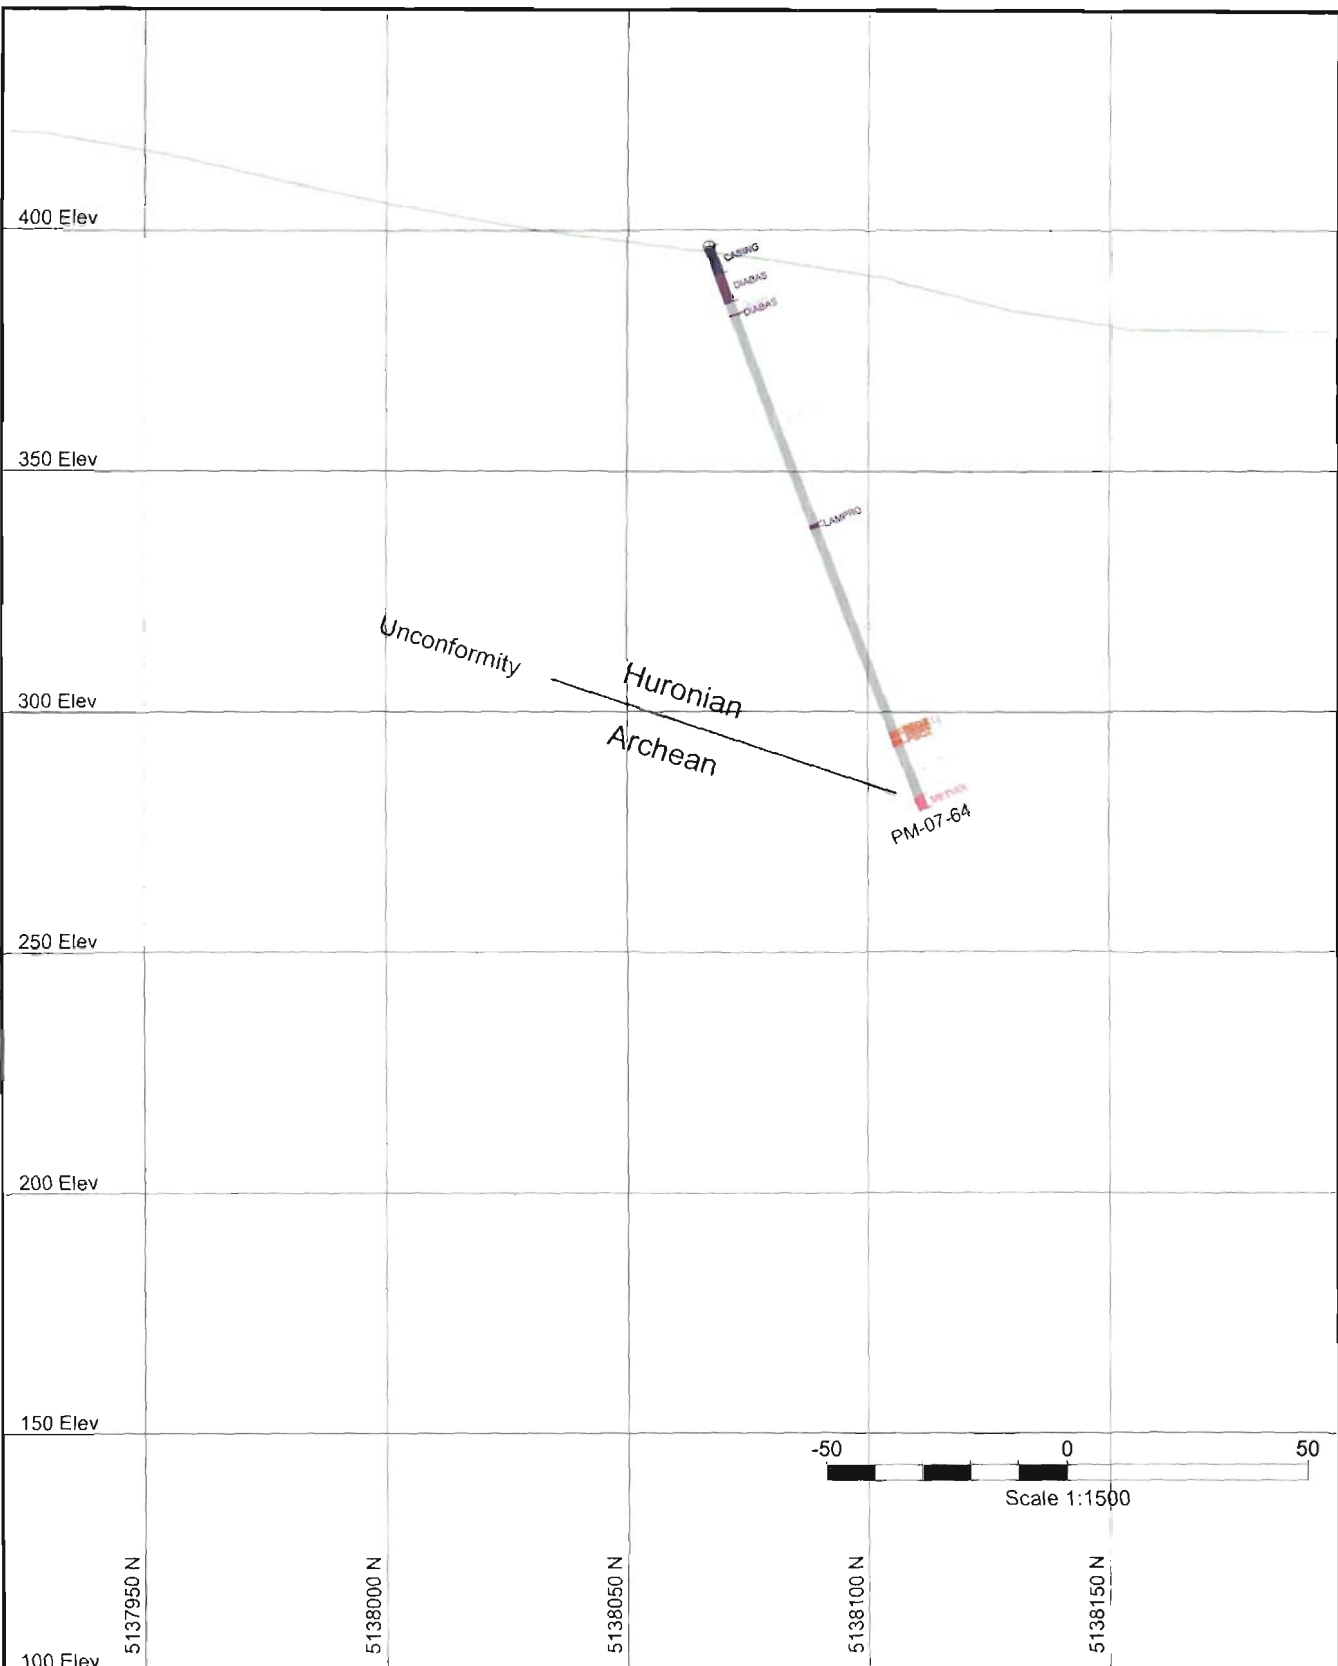 400 Elev
CASING
DIABAS
DIABAS
350 Elev
CLAMPRO
Unconformity
Huronian
300 Elev
Archean
PM-07-64
250 Elev
200 Elev
150 Elev
-50 0 50
Scale 1:1500
5137950 N
5138000 N
5138050 N
5138100 N
5138150 N
100 Elev